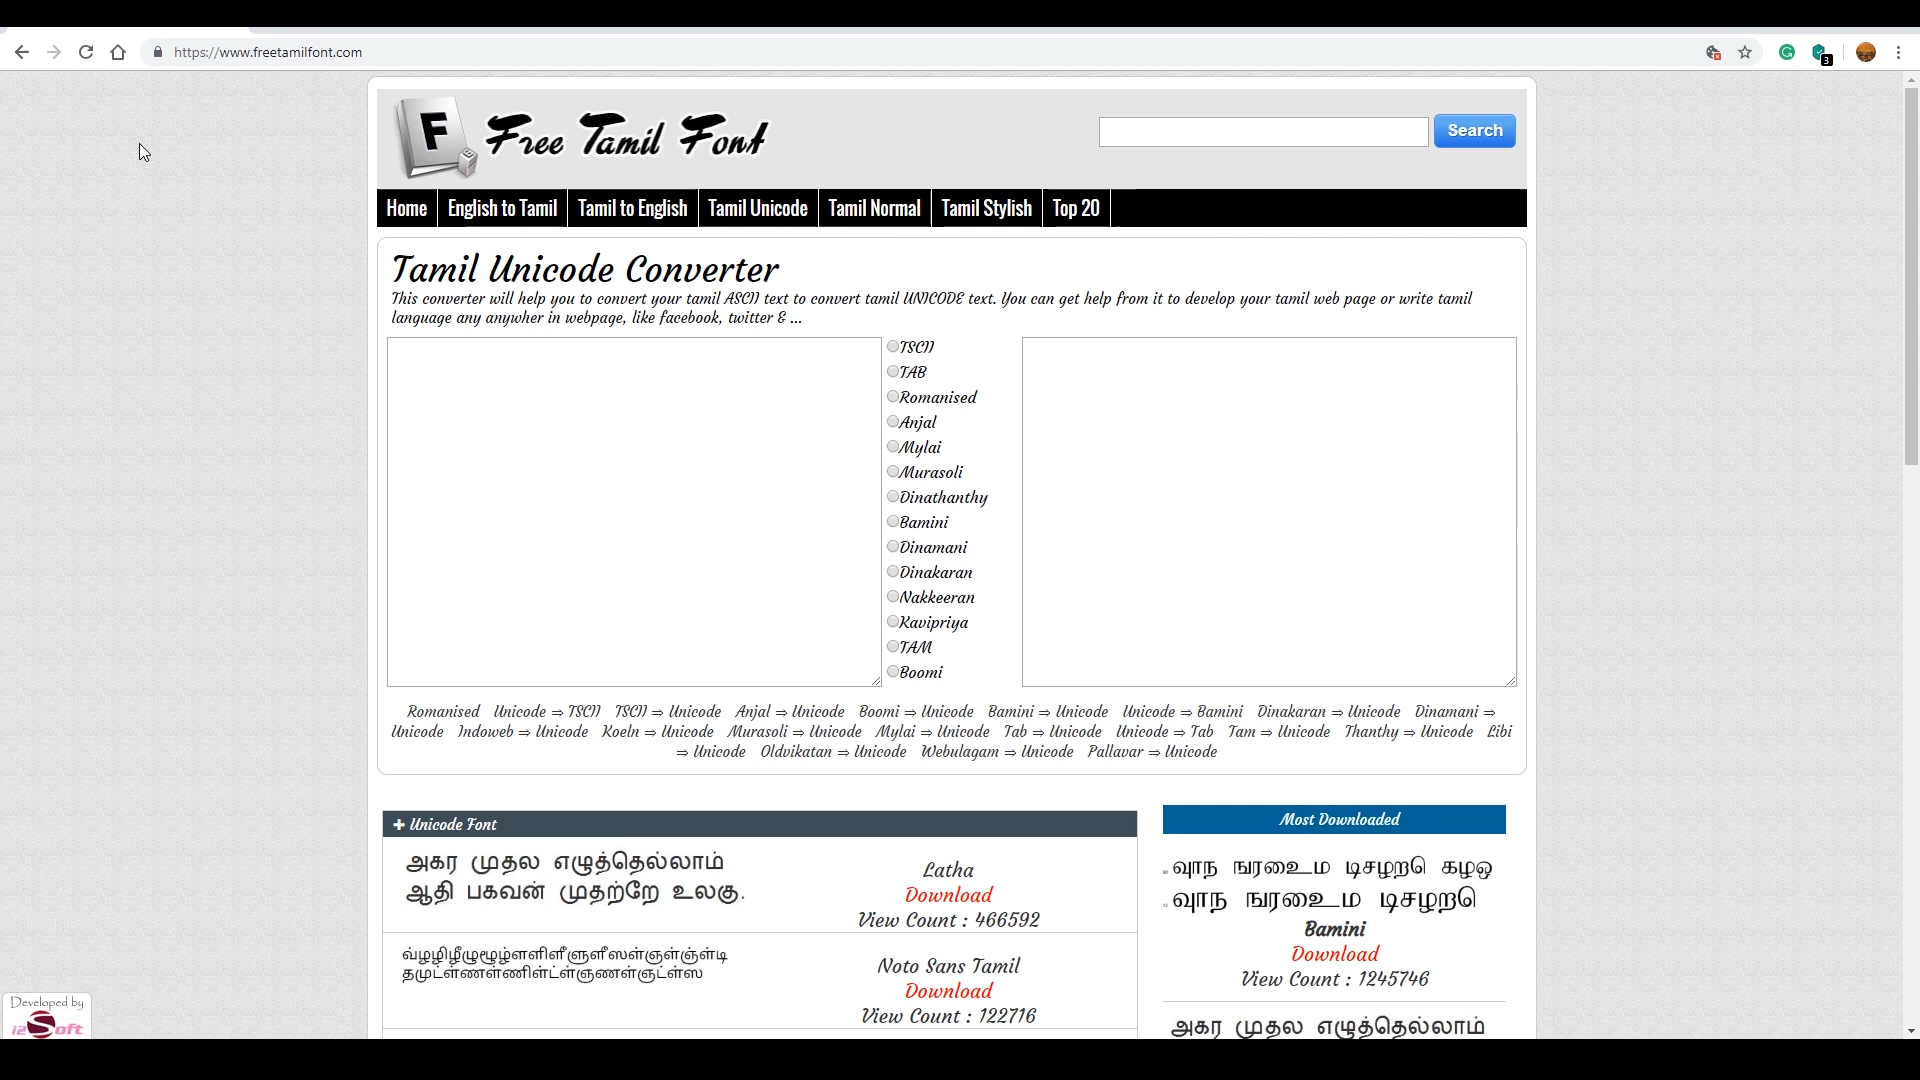 https://www.freetamilfont.com
3
F
Free Tamil Font
Search
Home English to Tamil Tamil to English Tamil Unicode Tamil Normal Tamil Stylish Top 20
Tamil Unicode Converter
This converter will help you to convert your tamil ASCII text to convert tamil UNICODE text. You can get help from it to develop your tamil web page or write tamil
language any anywher in webpage, like facebook, twitter & ...
TSCII
TAB
Romanised
Anjal
Mylai
Murasoli
Dinathanthy
Bamini
Dinamani
Dinakaran
Nakkeeran
Kavipriya
TAM
Boomi
Romanised Unicode ⇒ TSCII TSCII ⇒ Unicode Anjal ⇒ Unicode Boomi ⇒ Unicode Bamini ⇒ Unicode Unicode ⇒ Bamini Dinakaran ⇒ Unicode Dinamani ⇒
Unicode Indoweb ⇒ Unicode Koeln ⇒ Unicode Murasoli ⇒ Unicode Mylai ⇒ Unicode Tab ⇒ Unicode Unicode ⇒ Tab Tam ⇒ Unicode Thanthy ⇒ Unicode Libi
⇒ Unicode Oldvikatan ⇒ Unicode Webulagam ⇒ Unicode Pallavar ⇒ Unicode
+ Unicode Font
அகர முதல எழுத்தெல்லாம்
ஆதி பகவன் முதற்றே உலகு.
Latha
Download
View Count : 466592
Noto Sans Tamil
Download
View Count : 122716
Most Downloaded
Bamini
Download
View Count : 1245746
அகர முதல எழுத்தெல்லாம்
Developed by
i2Soft